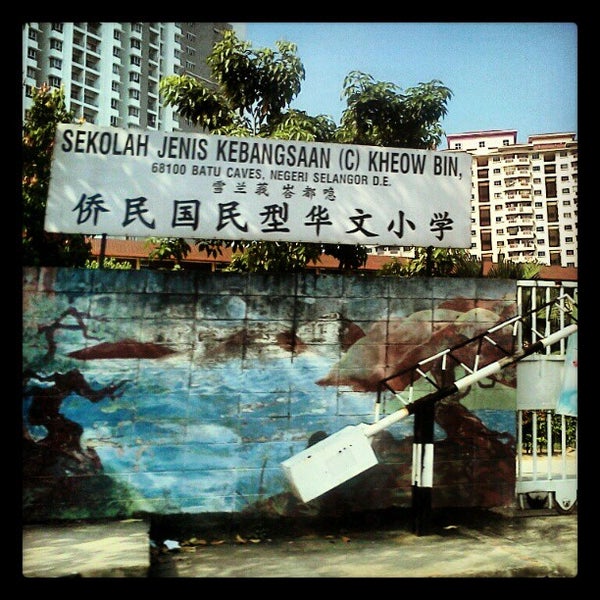 SEKOLAH JENIS KEBANGSAAN (C) KHEOW BIN,
68100 BATU CAVES, NEGERI SELANGOR D.E.
雪兰莪峇都喼
侨民国民型华文小学